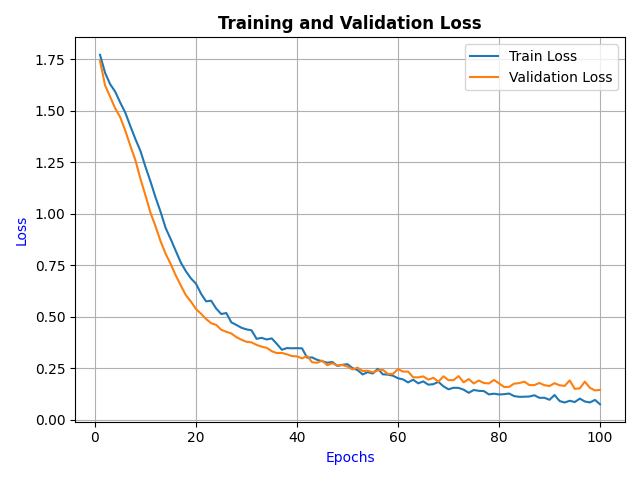 Training and Validation Loss
Train Loss
Validation Loss
1.75
1.50
1.25
1.00
0.75
0.50
0.25
0.00
Loss
0 20 40 60 80 100
Epochs